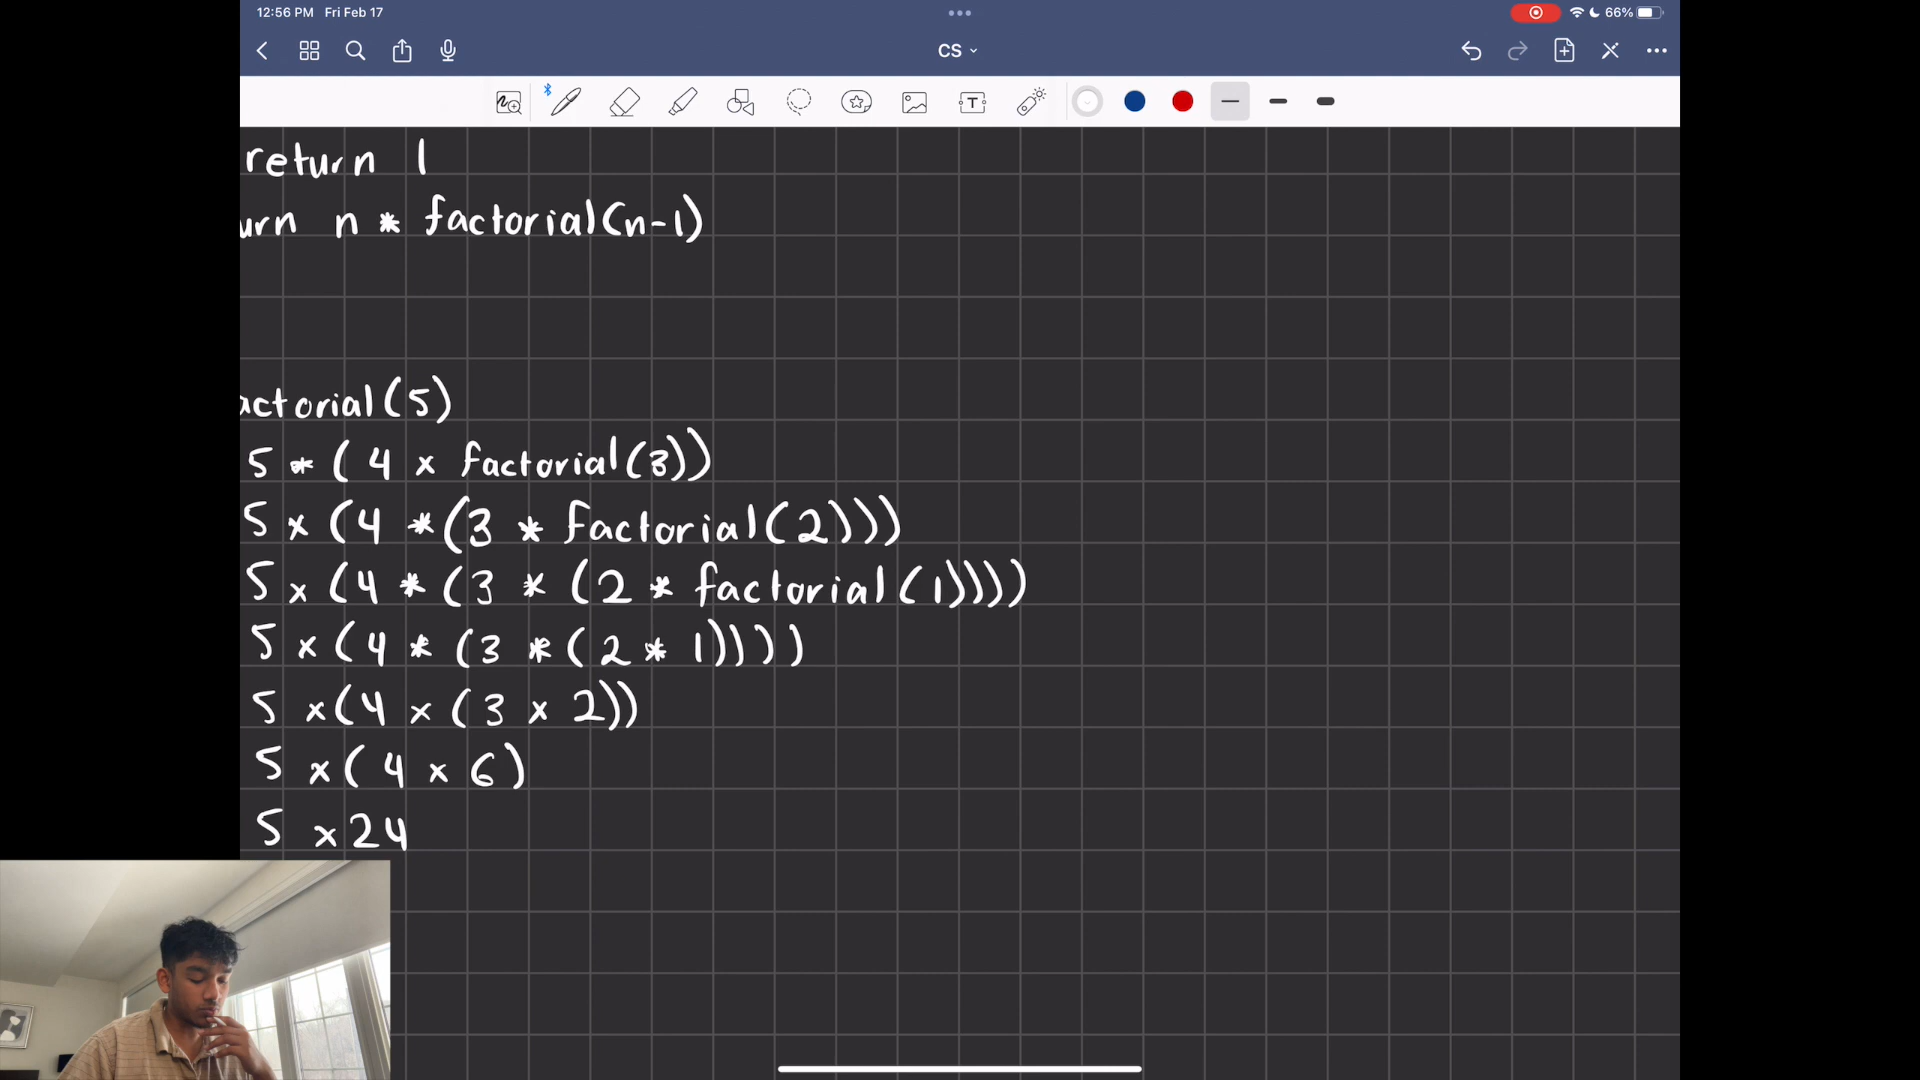 12:56 PM Fri Feb 17
66%
CS
T
return 1
urn n * factorial(n-1)
actorial(5)
5 * ( 4 x factorial(3))
5 x (4 *(3 * factorial(2)))
5 x (4 * (3 * (2 * factorial(1))))
5 x (4 * (3 * ( 2 * 1))))
5 x(4 x (3 x 2))
5 x( 4 x 6)
5 x24